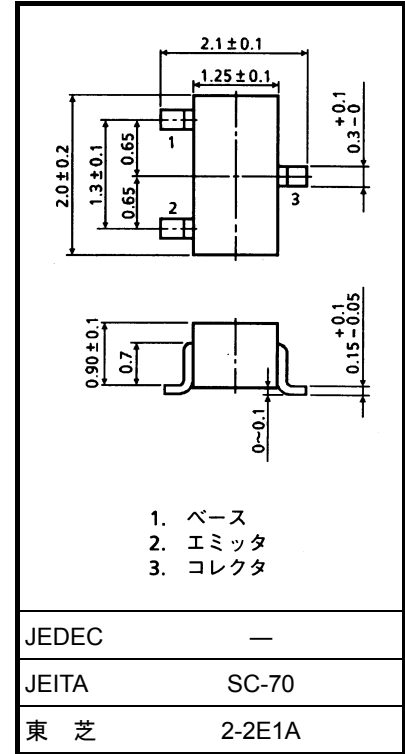 2.1±0.1
1.25±0.1
2.0±0.2
1.3±0.1
0.65
0.65
1
2
3
+0.1
0.3-0
0.90±0.1
0.7
0~0.1
+0.1
0.15-0.05
1. ベース
2. エミッタ
3. コレクタ
JEDEC —
JEITA SC-70
東 芝 2-2E1A